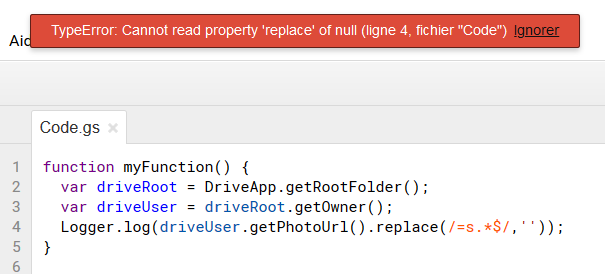 Aic
TypeError: Cannot read property 'replace' of null (ligne 4, fichier "Code") Ignorer
Code.gs ×
1 function myFunction() {
2   var driveRoot = DriveApp.getRootFolder();
3   var driveUser = driveRoot.getOwner();
4   Logger.log(driveUser.getPhotoUrl().replace(/=s.*$/,''));
5 }
6